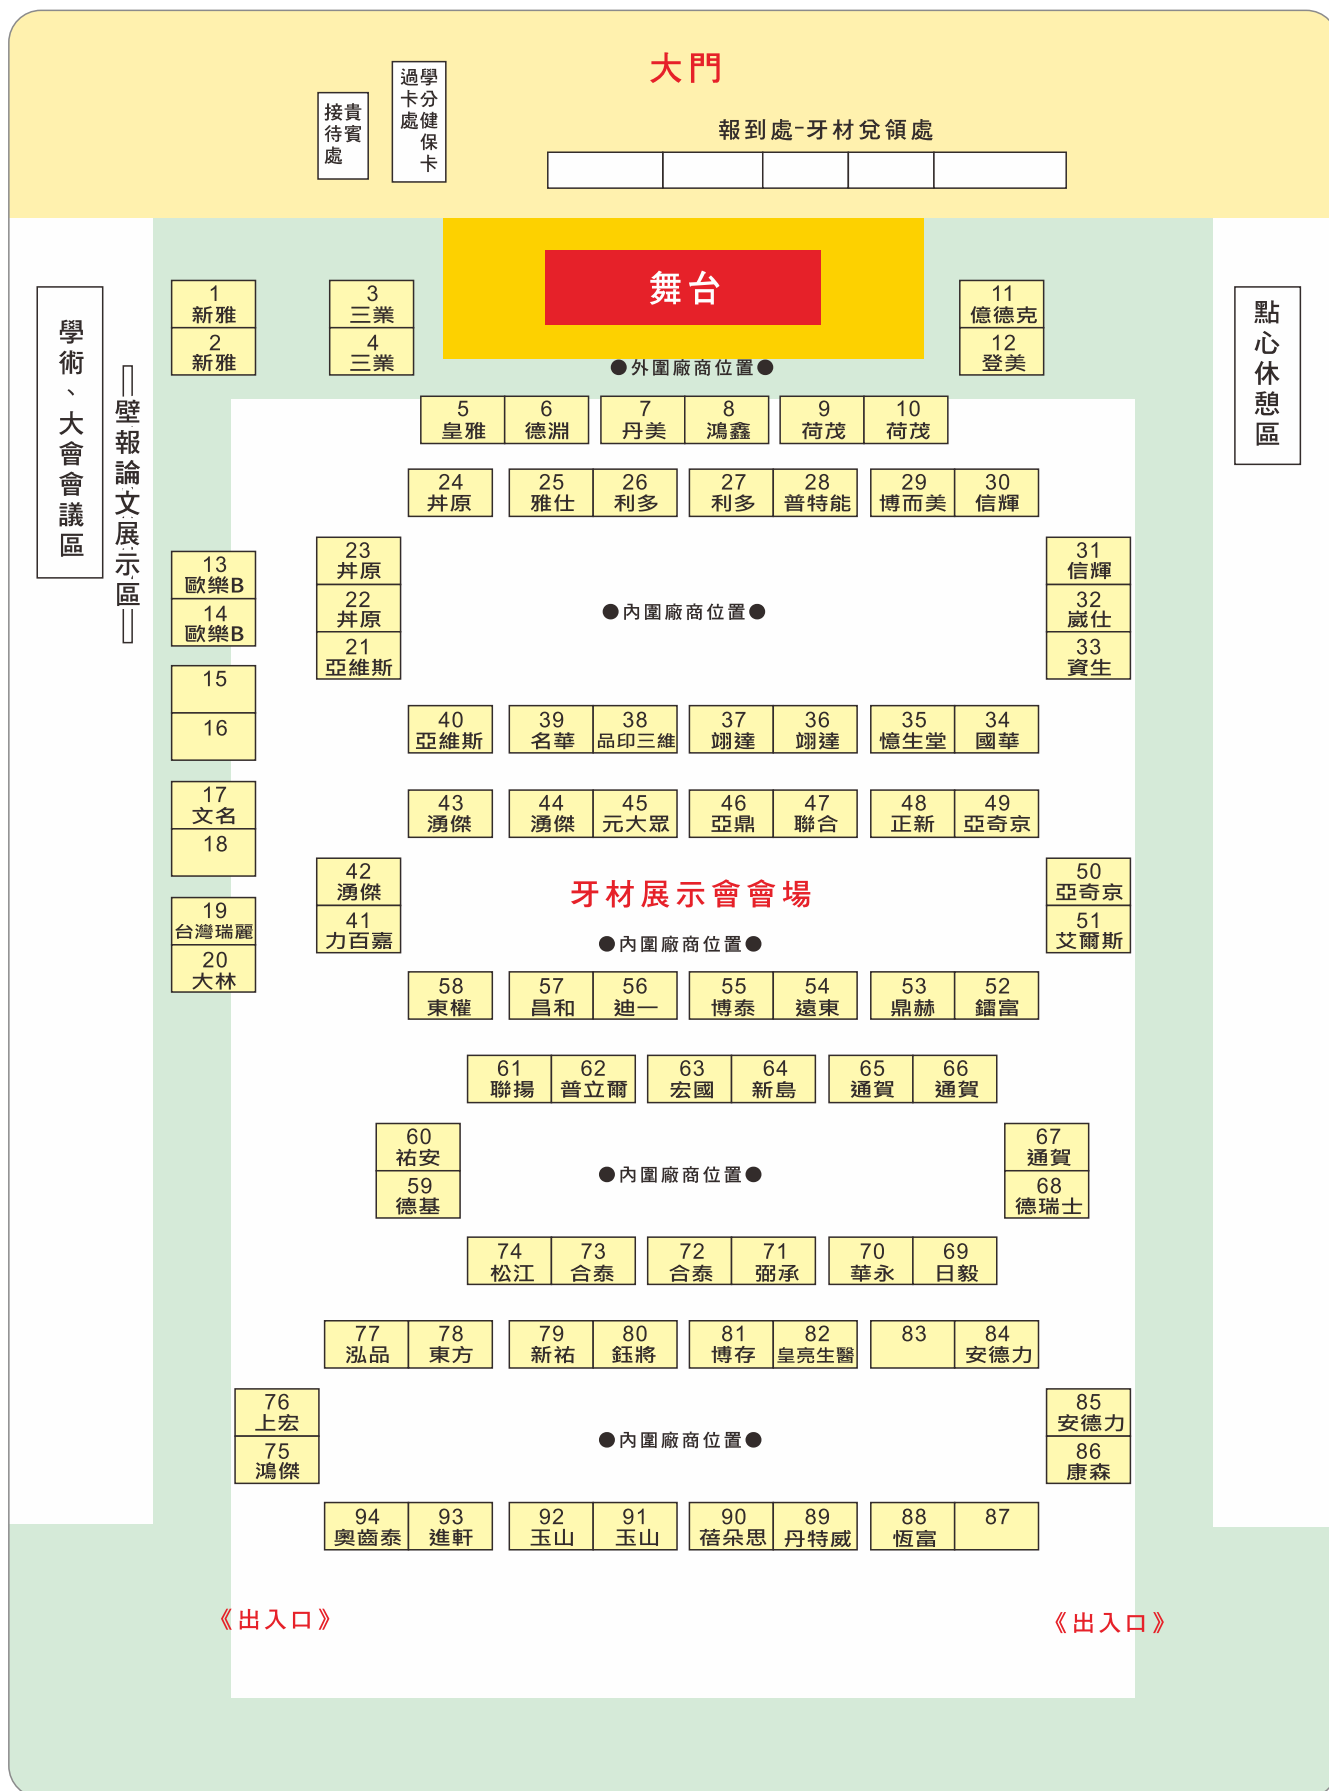 大門
學分健保卡
過卡處
貴賓
接待處
報到處-牙材兌領處
舞台
學術、大會會議區
壁報論文展示區
點心休憩區
1
新雅
2
新雅
3
三業
4
三業
11
億德克
12
登美
●外圍廠商位置●
5
皇雅
6
德淵
7
丹美
8
鴻鑫
9
荷茂
10
荷茂
24
丼原
25
雅仕
26
利多
27
利多
28
普特能
29
博而美
30
信輝
13
歐樂B
14
歐樂B
15
16
17
文名
18
19
台灣瑞麗
20
大林
23
丼原
22
丼原
21
亞維斯
●內圍廠商位置●
31
信輝
32
崴仕
33
資生
40
亞維斯
39
名華
38
品印三維
37
翊達
36
翊達
35
憶生堂
34
國華
43
湧傑
44
湧傑
45
元大眾
46
亞鼎
47
聯合
48
正新
49
亞奇京
42
湧傑
41
力百嘉
牙材展示會會場
●內圍廠商位置●
50
亞奇京
51
艾爾斯
58
東權
57
昌和
56
迪一
55
博泰
54
遠東
53
鼎赫
52
鐳富
61
聯揚
62
普立爾
63
宏國
64
新島
65
通賀
66
通賀
60
祐安
59
德基
●內圍廠商位置●
67
通賀
68
德瑞士
74
松江
73
合泰
72
合泰
71
弼承
70
華永
69
日毅
77
泓品
78
東方
79
新祐
80
鈺將
81
博存
82
皇亮生醫
83
84
安德力
76
上宏
75
鴻傑
●內圍廠商位置●
85
安德力
86
康森
94
奧齒泰
93
進軒
92
玉山
91
玉山
90
蓓朵思
89
丹特威
88
恆富
87
《出入口》
《出入口》